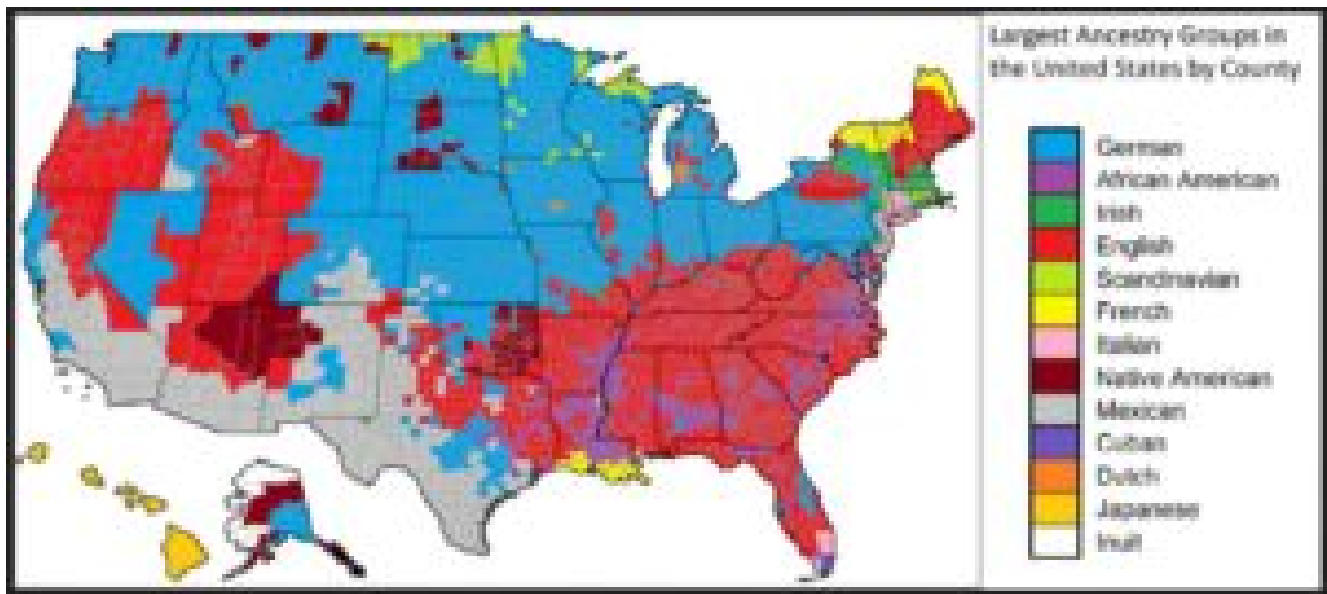 Largest Ancestry Groups in
the United States by County
German
African American
Irish
English
Scandinavian
French
Italian
Native American
Mexican
Cuban
Dutch
Japanese
Inuit